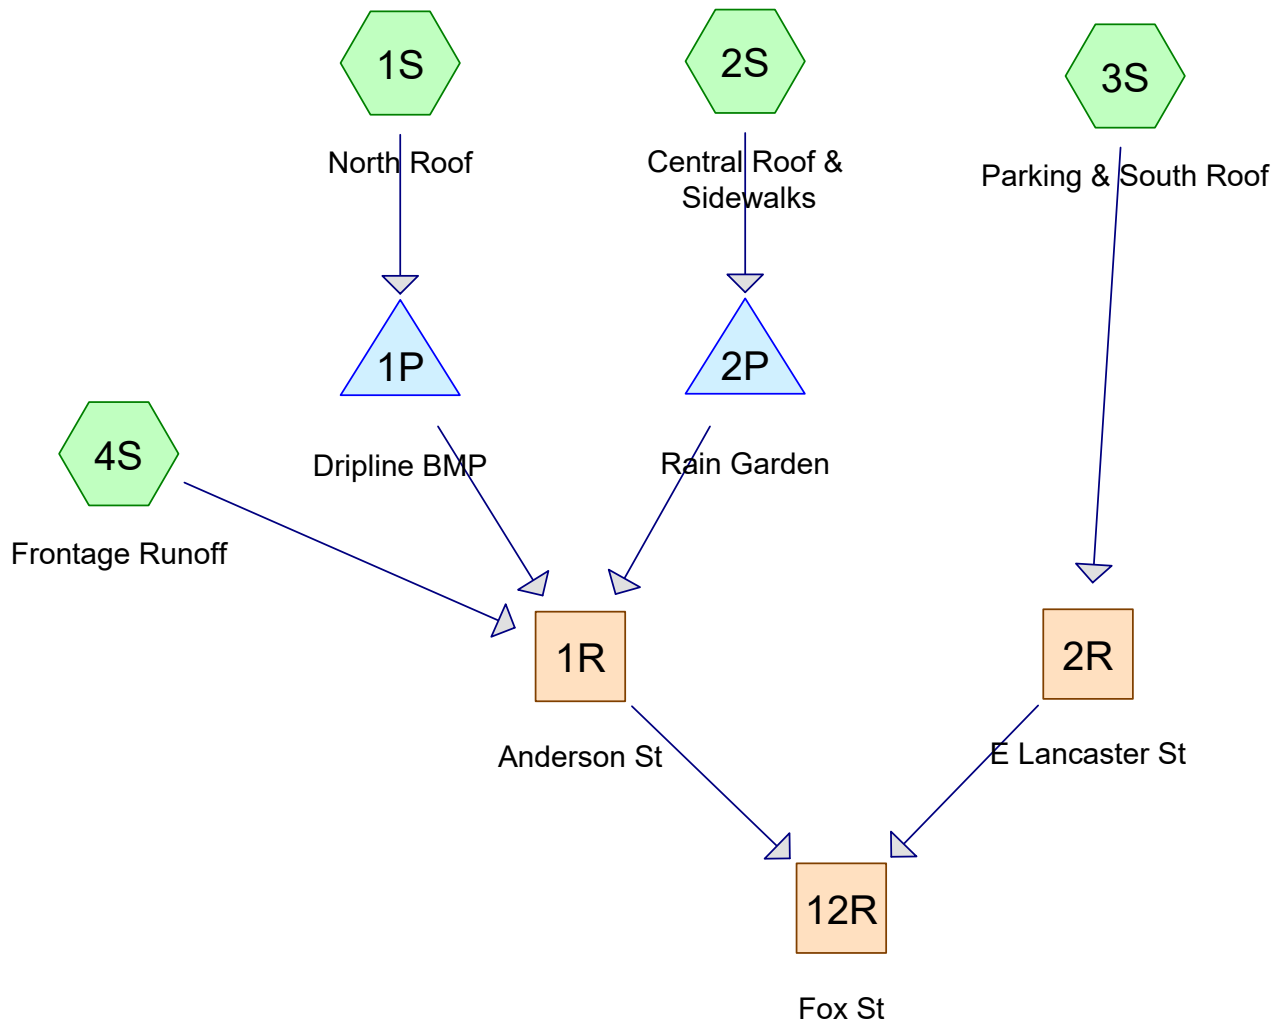 1S
North Roof
2S
Central Roof &
Sidewalks
3S
Parking & South Roof
1P
Dripline BMP
2P
Rain Garden
4S
Frontage Runoff
1R
Anderson St
2R
E Lancaster St
12R
Fox St